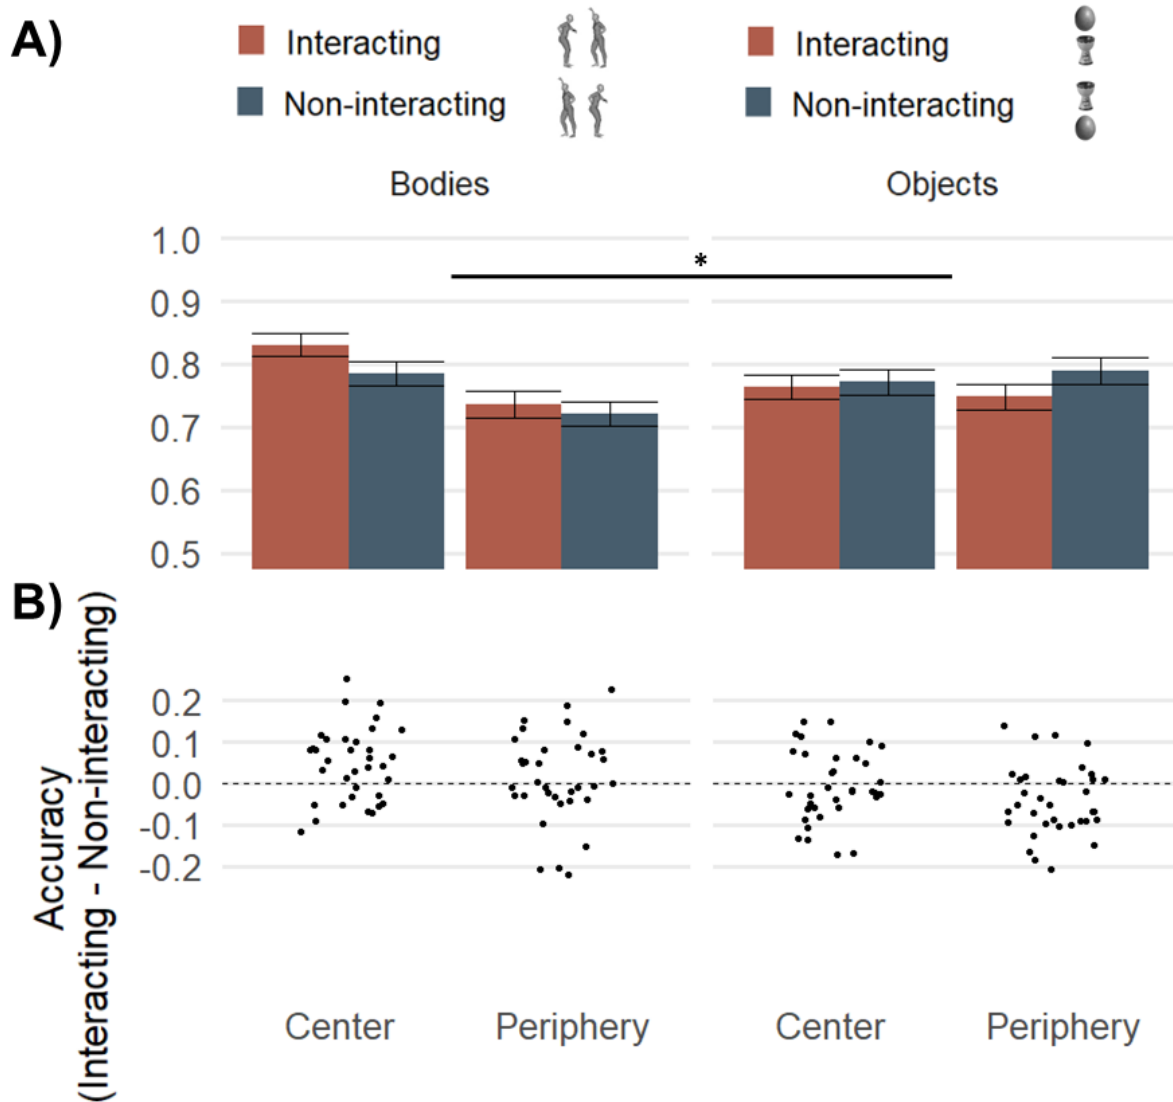 A)
Interacting
Non-interacting
Interacting
Non-interacting
Bodies
Objects
1.0
0.9
0.8
0.7
0.6
0.5
*
B)
Accuracy
(Interacting - Non-interacting)
0.2
0.1
0.0
-0.1
-0.2
Center
Periphery
Center
Periphery